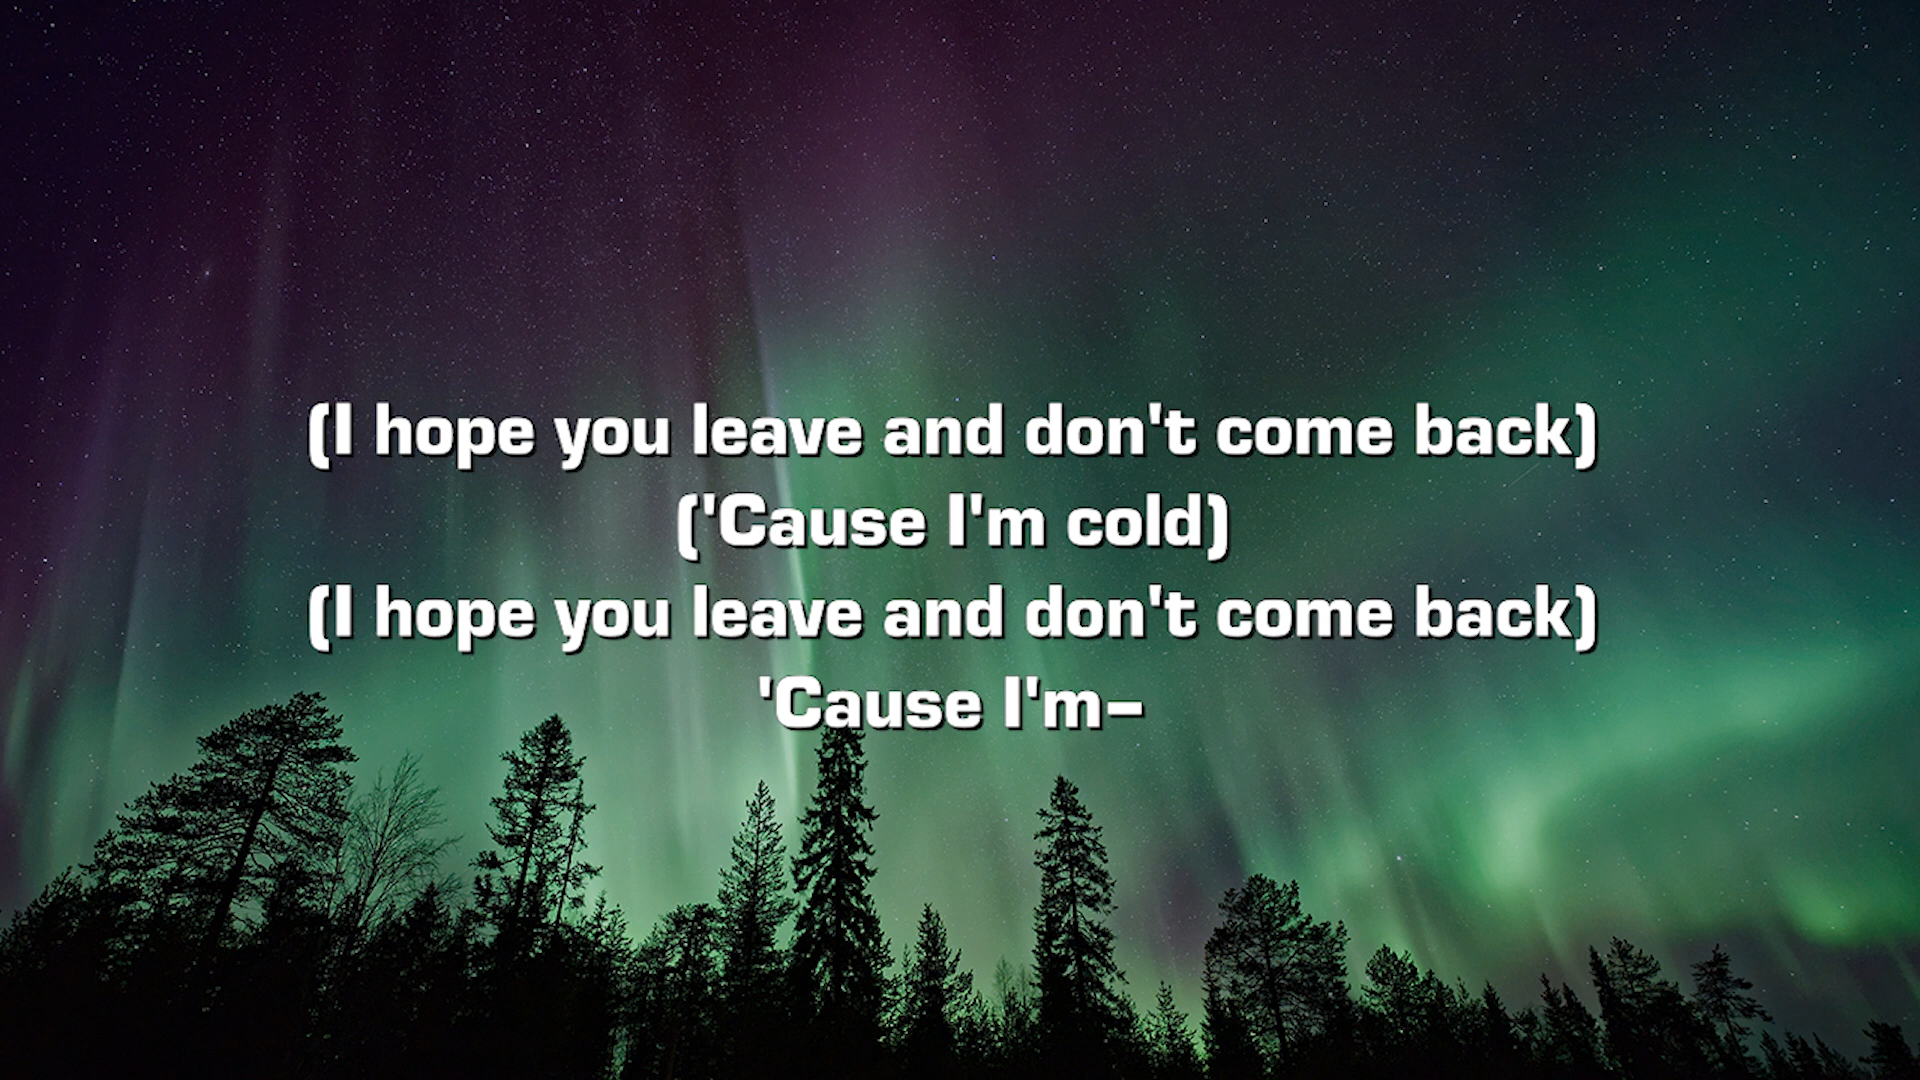 (I hope you leave and don't come back)
('Cause I'm cold)
(I hope you leave and don't come back)
'Cause I'm–